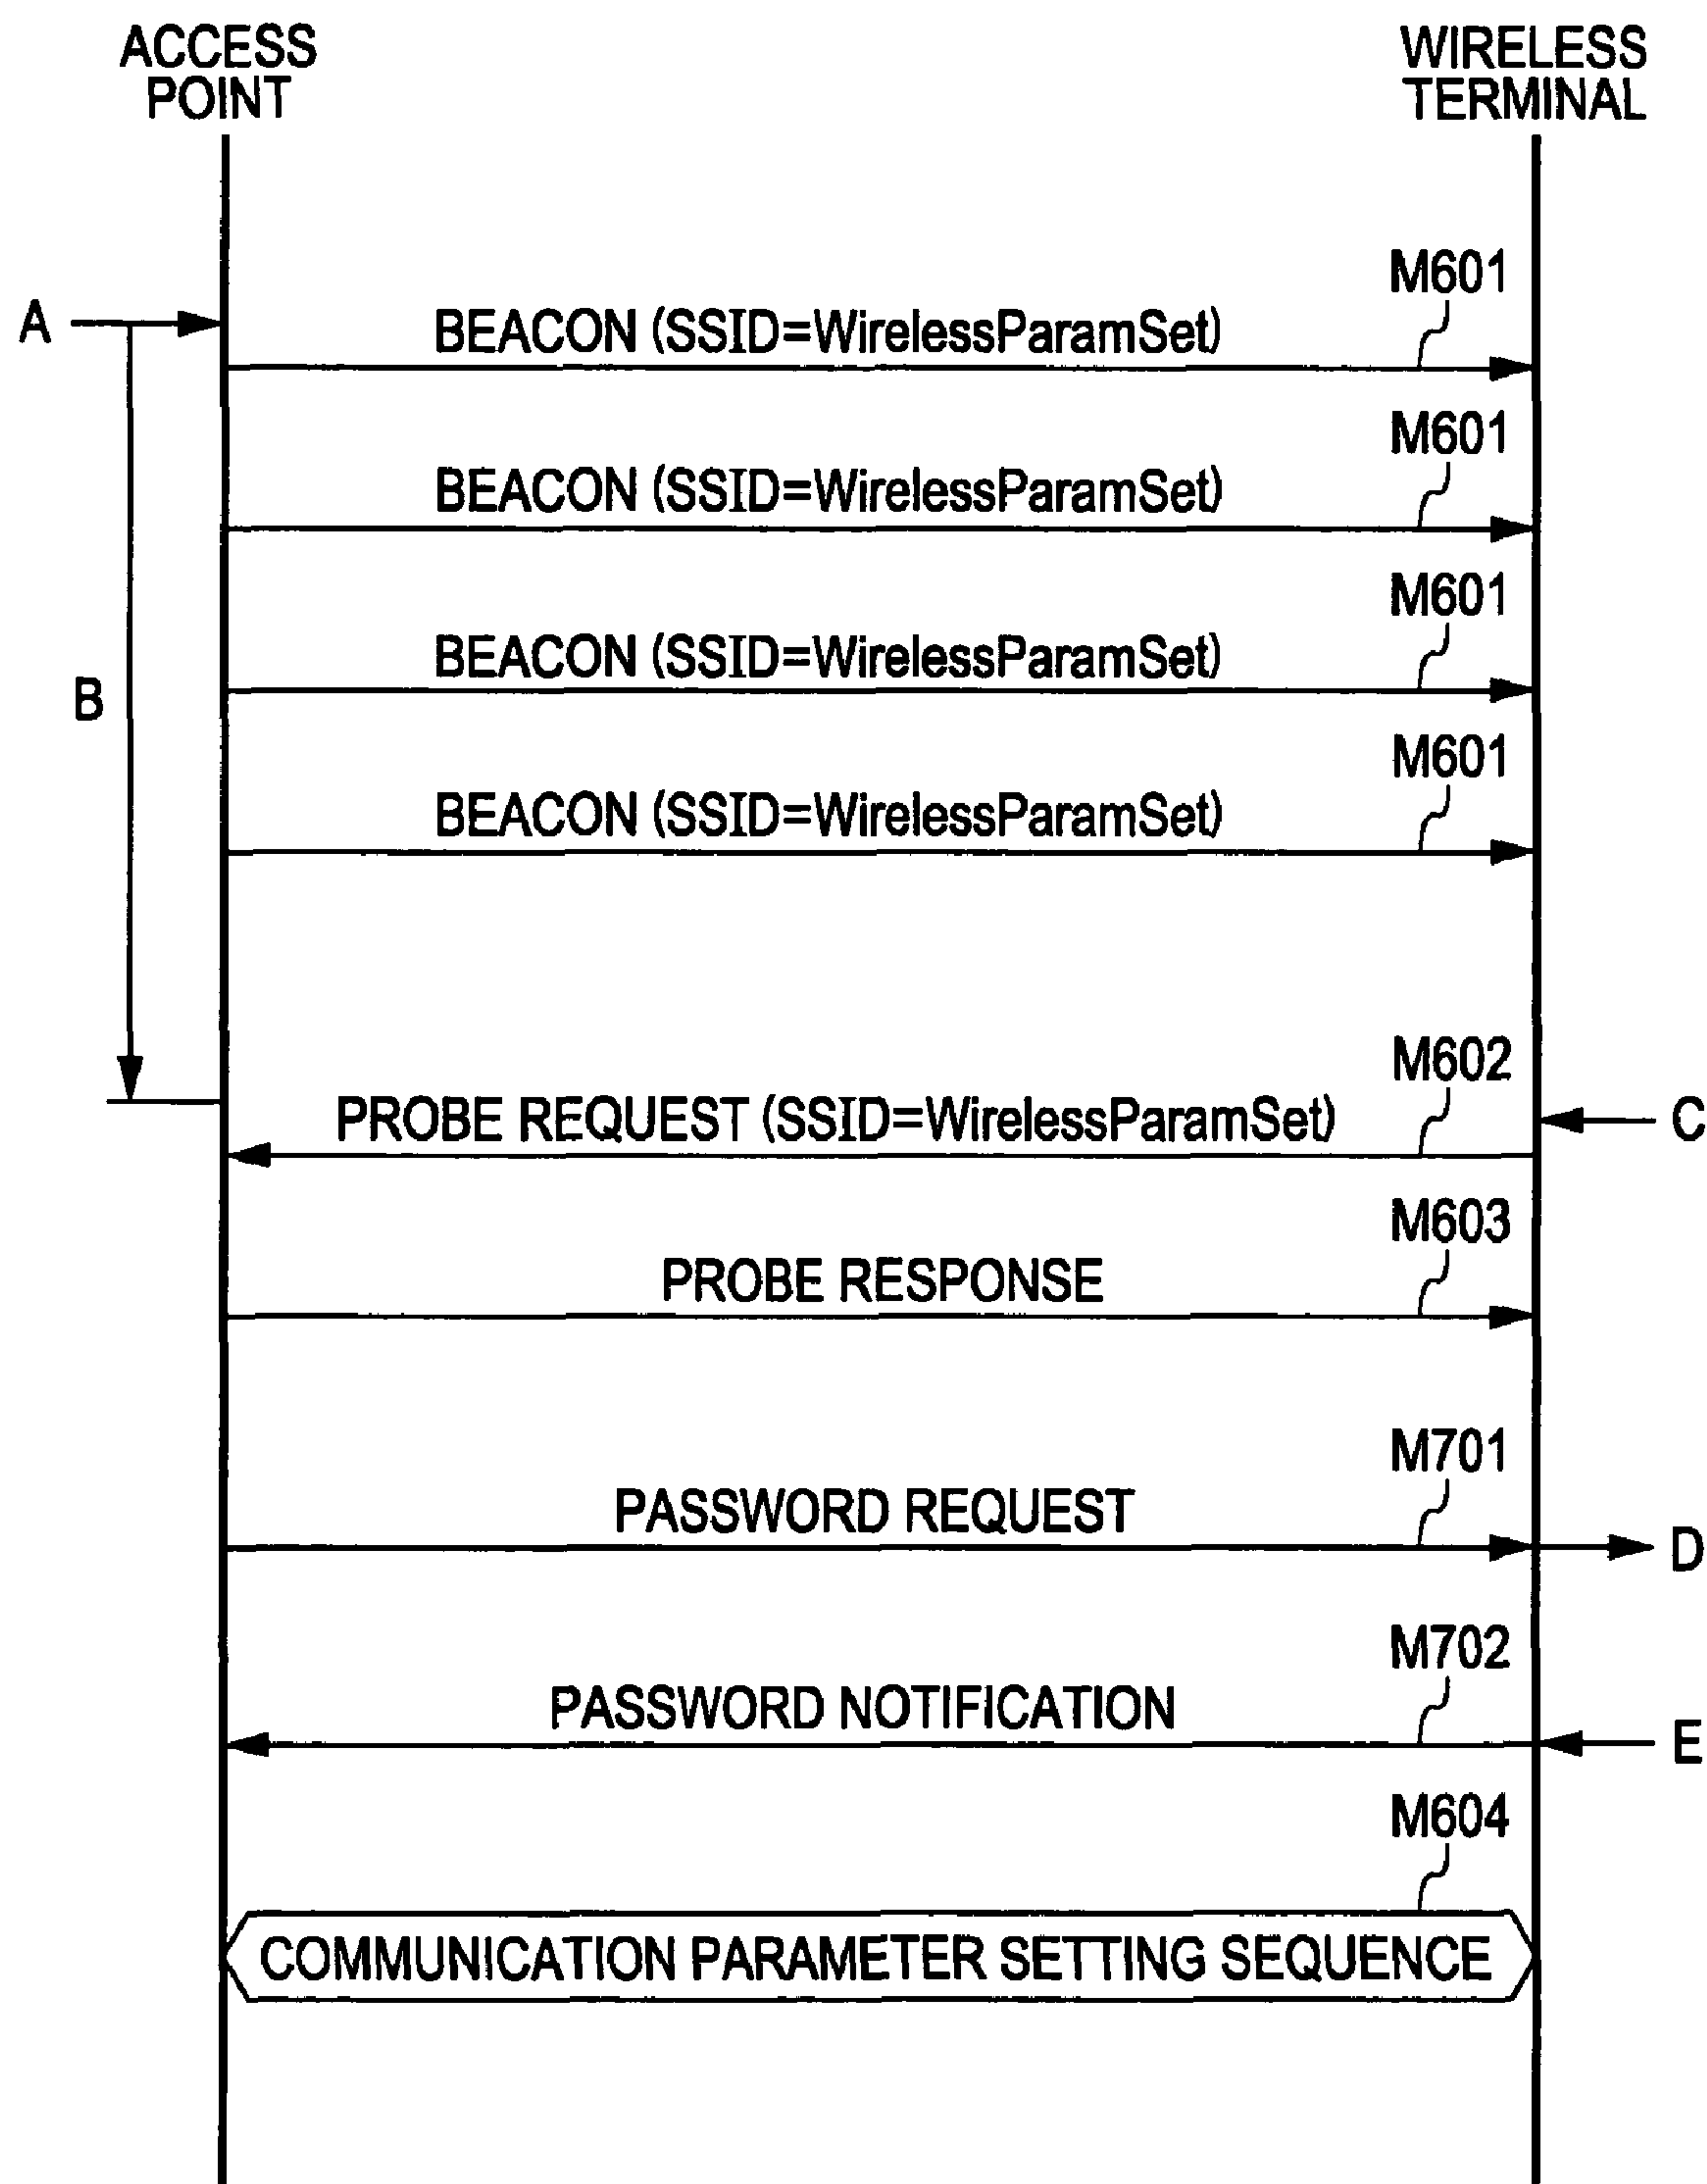 ACCESS
POINT
WIRELESS
TERMINAL
M601
A
BEACON (SSID=WirelessParamSet)
M601
BEACON (SSID=WirelessParamSet)
M601
BEACON (SSID=WirelessParamSet)
B
M601
BEACON (SSID=WirelessParamSet)
M602
PROBE REQUEST (SSID=WirelessParamSet)
C
M603
PROBE RESPONSE
M701
PASSWORD REQUEST
D
M702
PASSWORD NOTIFICATION
E
M604
COMMUNICATION PARAMETER SETTING SEQUENCE